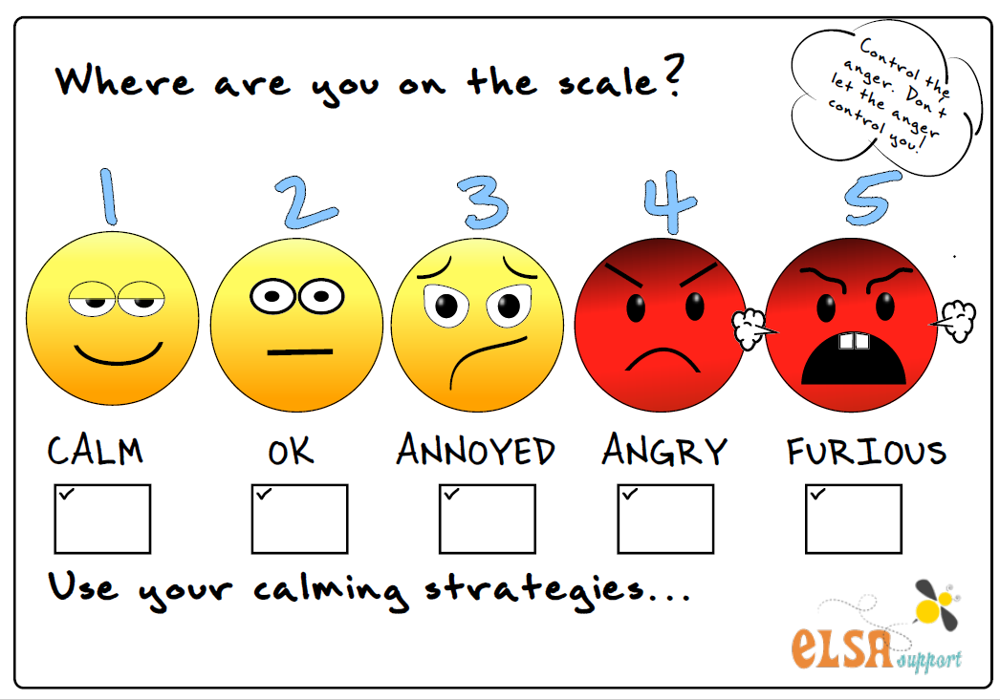 Where are you on the scale?
Control the
anger. Don't
let the anger
control you!
1 2 3 4 5
CALM OK ANNOYED ANGRY FURIOUS
Use your calming strategies...
ELSA support